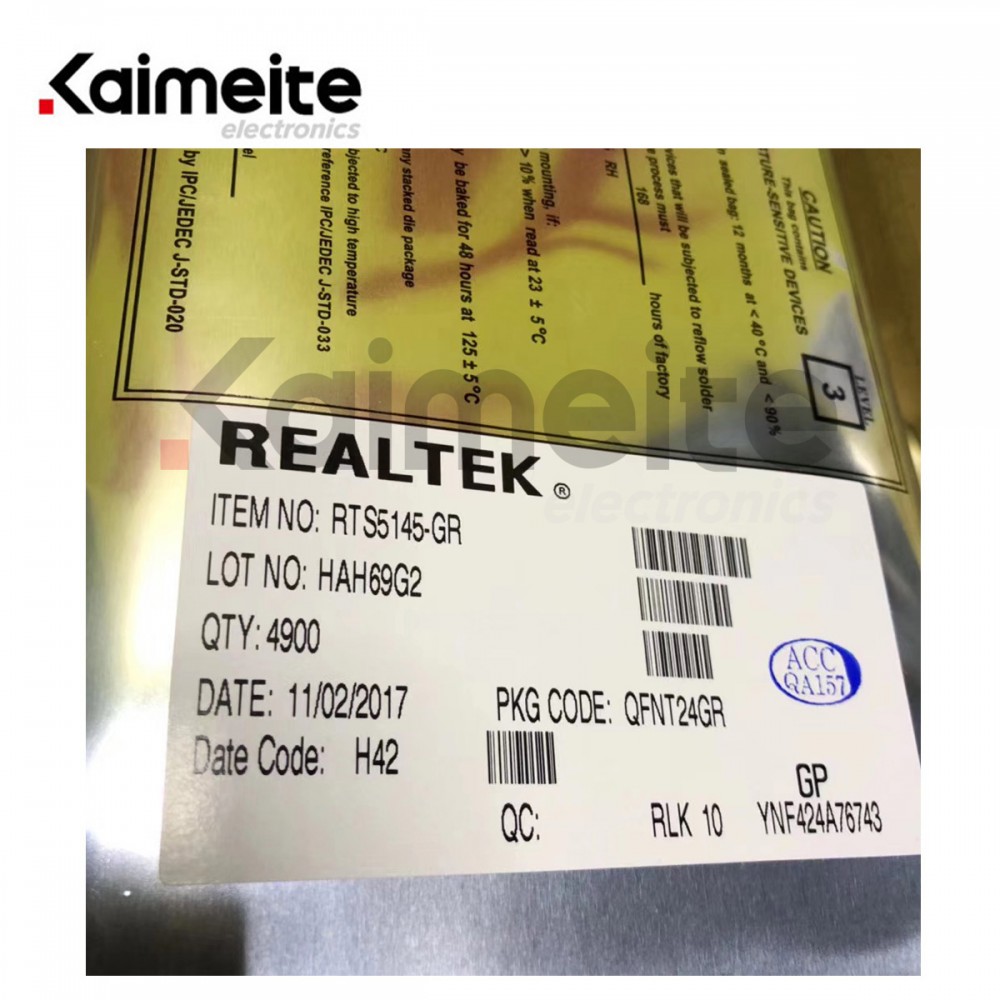 Kaimeite
electronics
CAUTION
This bag contains
TURE-SENSITIVE DEVICES
LEVEL
3
sealed bag: 12 months at < 40°C and < 90%
RH
vices that will be subjected to reflow solder
process must
168 hours of factory
mounting, if:
> 10% when read at 23 ± 5°C
be baked for 48 hours at 125 ± 5°C
ny stacked die package
bjected to high temperature
reference IPC/JEDEC J-STD-033
by IPC/JEDEC J-STD-020
Kaimeite
electronics
REALTEK ®
ITEM NO: RTS5145-GR
LOT NO: HAH69G2
QTY: 4900
DATE: 11/02/2017
PKG CODE: QFNT24GR
Date Code: H42
ACC
QA157
GP
QC:
RLK 10
YNF424A76743